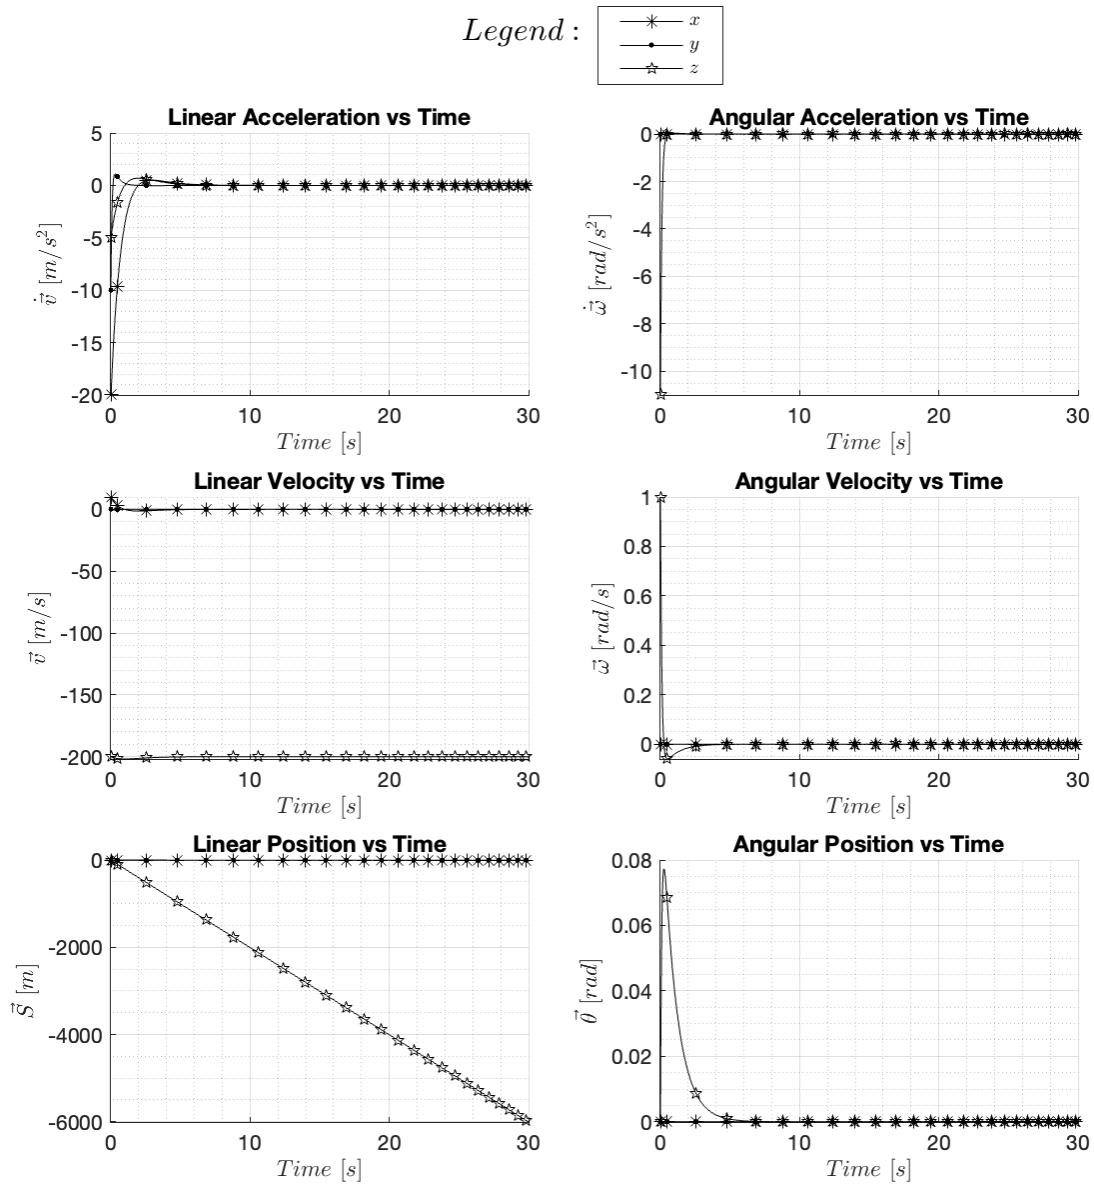 Legend :
x
y
z
Linear Acceleration vs Time
5
0
-5
-10
-15
-20
0 10 20 30
Time [s]
v⃗̇ [m/s²]
Angular Acceleration vs Time
0
-2
-4
-6
-8
-10
0 10 20 30
Time [s]
ω⃗̇ [rad/s²]
Linear Velocity vs Time
0
-50
-100
-150
-200
0 10 20 30
Time [s]
v⃗ [m/s]
Angular Velocity vs Time
1
0.8
0.6
0.4
0.2
0
0 10 20 30
Time [s]
ω⃗ [rad/s]
Linear Position vs Time
0
-2000
-4000
-6000
0 10 20 30
Time [s]
S⃗ [m]
Angular Position vs Time
0.08
0.06
0.04
0.02
0
0 10 20 30
Time [s]
θ⃗ [rad]